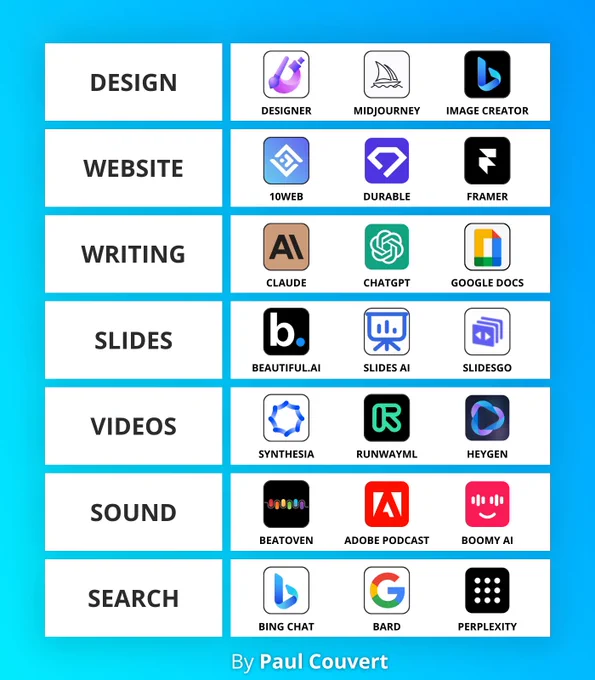 DESIGN
DESIGNER
MIDJOURNEY
IMAGE CREATOR
WEBSITE
10WEB
DURABLE
FRAMER
WRITING
A\
CLAUDE
CHATGPT
GOOGLE DOCS
SLIDES
b.
BEAUTIFUL.AI
SLIDES AI
SLIDESGO
VIDEOS
SYNTHESIA
RUNWAYML
HEYGEN
SOUND
BEATOVEN
ADOBE PODCAST
BOOMY AI
SEARCH
BING CHAT
G
BARD
PERPLEXITY
By Paul Couvert